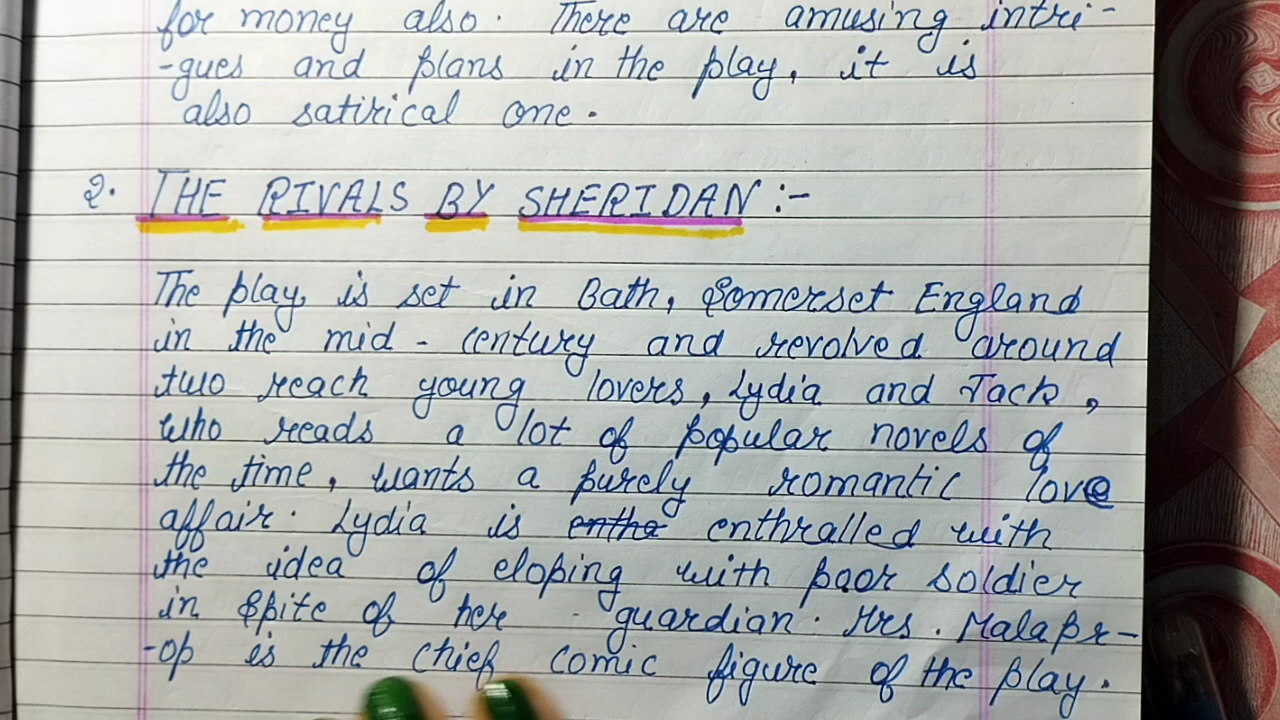 for money also. There are amusing intri-
-gues and plans in the play, it is
also satirical one.
2. THE RIVALS BY SHERIDAN :-
The play is set in Bath, Somerset England
in the mid - century and revolved around
two reach young lovers, Lydia and Jack,
who reads a lot of popular novels of
the time, wants a purely romantic love
affair. Lydia is entha enthralled with
the idea of eloping with poor soldier
in spite of here guardian. Mrs. Malapr-
-op is the chief comic figure of the play.